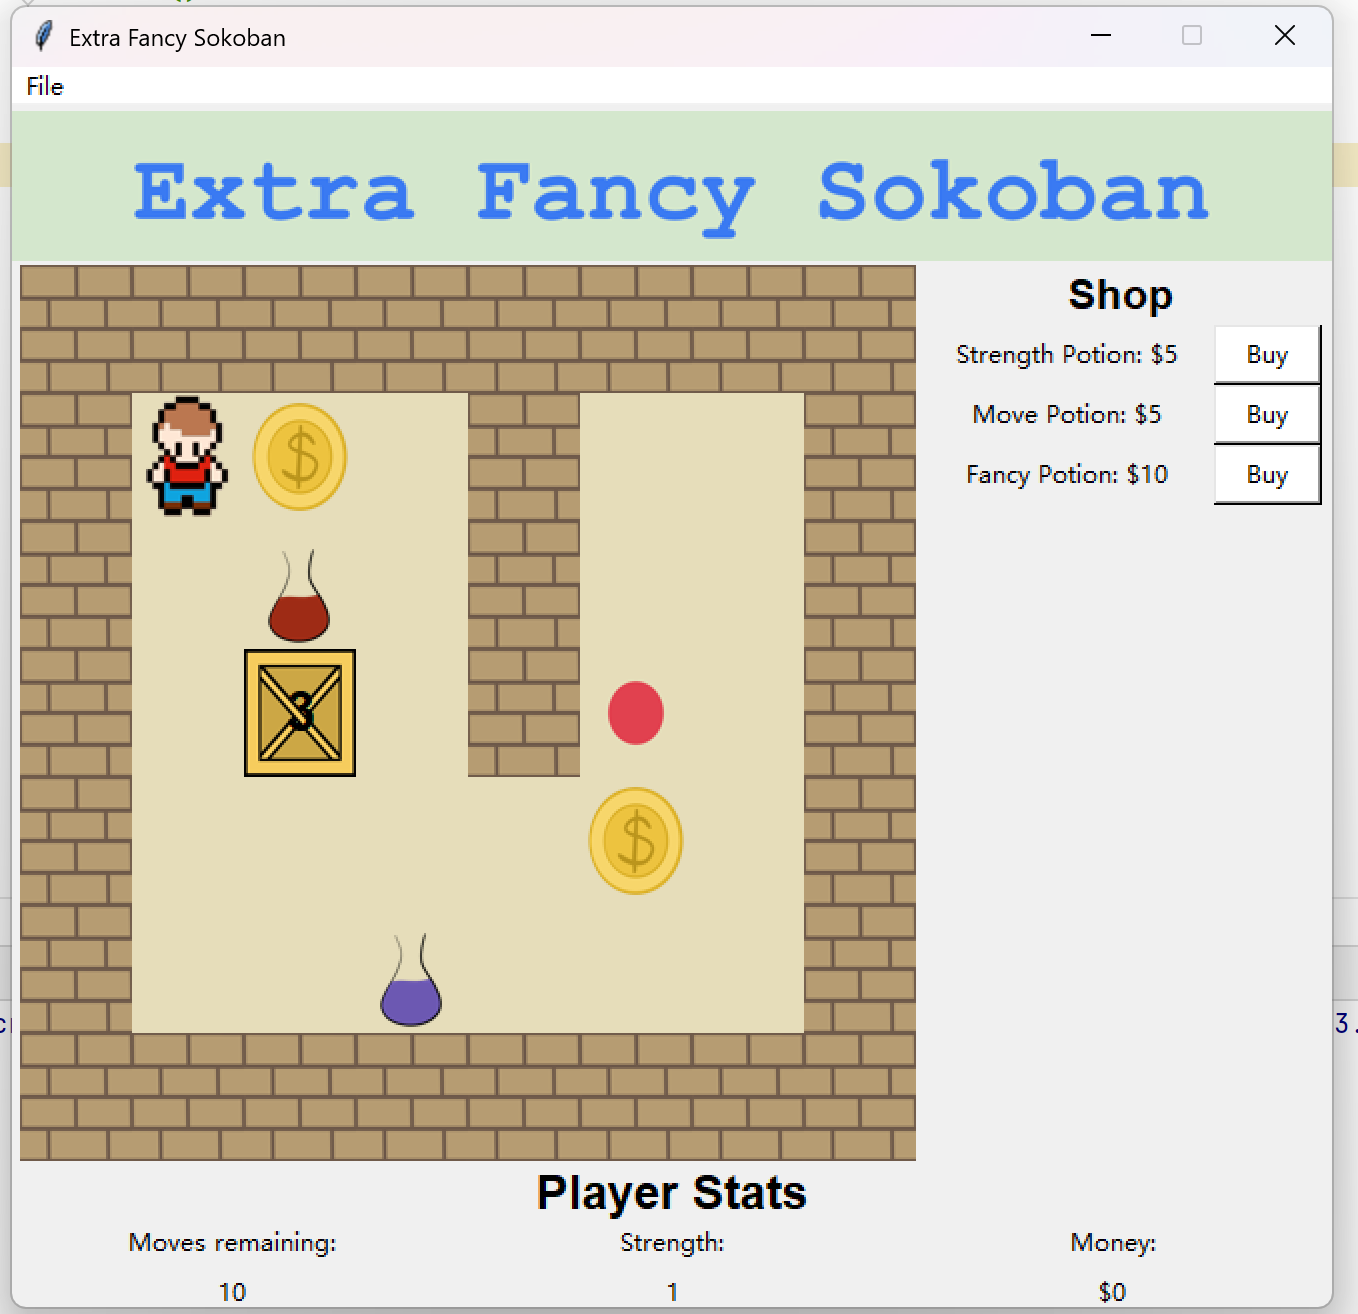 Extra Fancy Sokoban
File
Extra Fancy Sokoban
Shop
Strength Potion: $5 Buy
Move Potion: $5 Buy
Fancy Potion: $10 Buy
$
3
$
Player Stats
Moves remaining: Strength: Money:
10 1 $0
3.